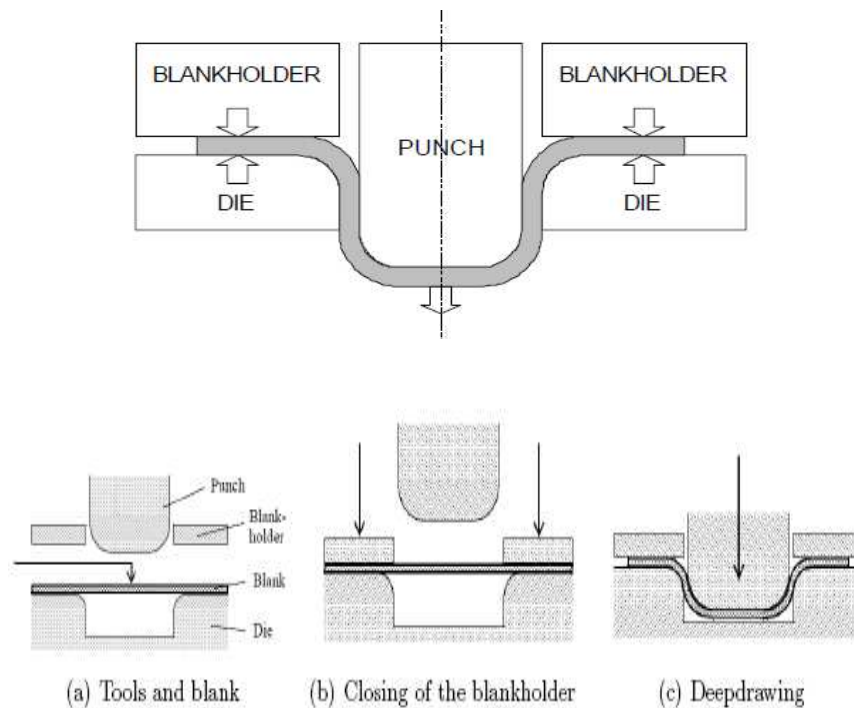 BLANKHOLDER
BLANKHOLDER
PUNCH
DIE
DIE
Punch
Blank-
holder
Blank
Die
(a) Tools and blank
(b) Closing of the blankholder
(c) Deepdrawing